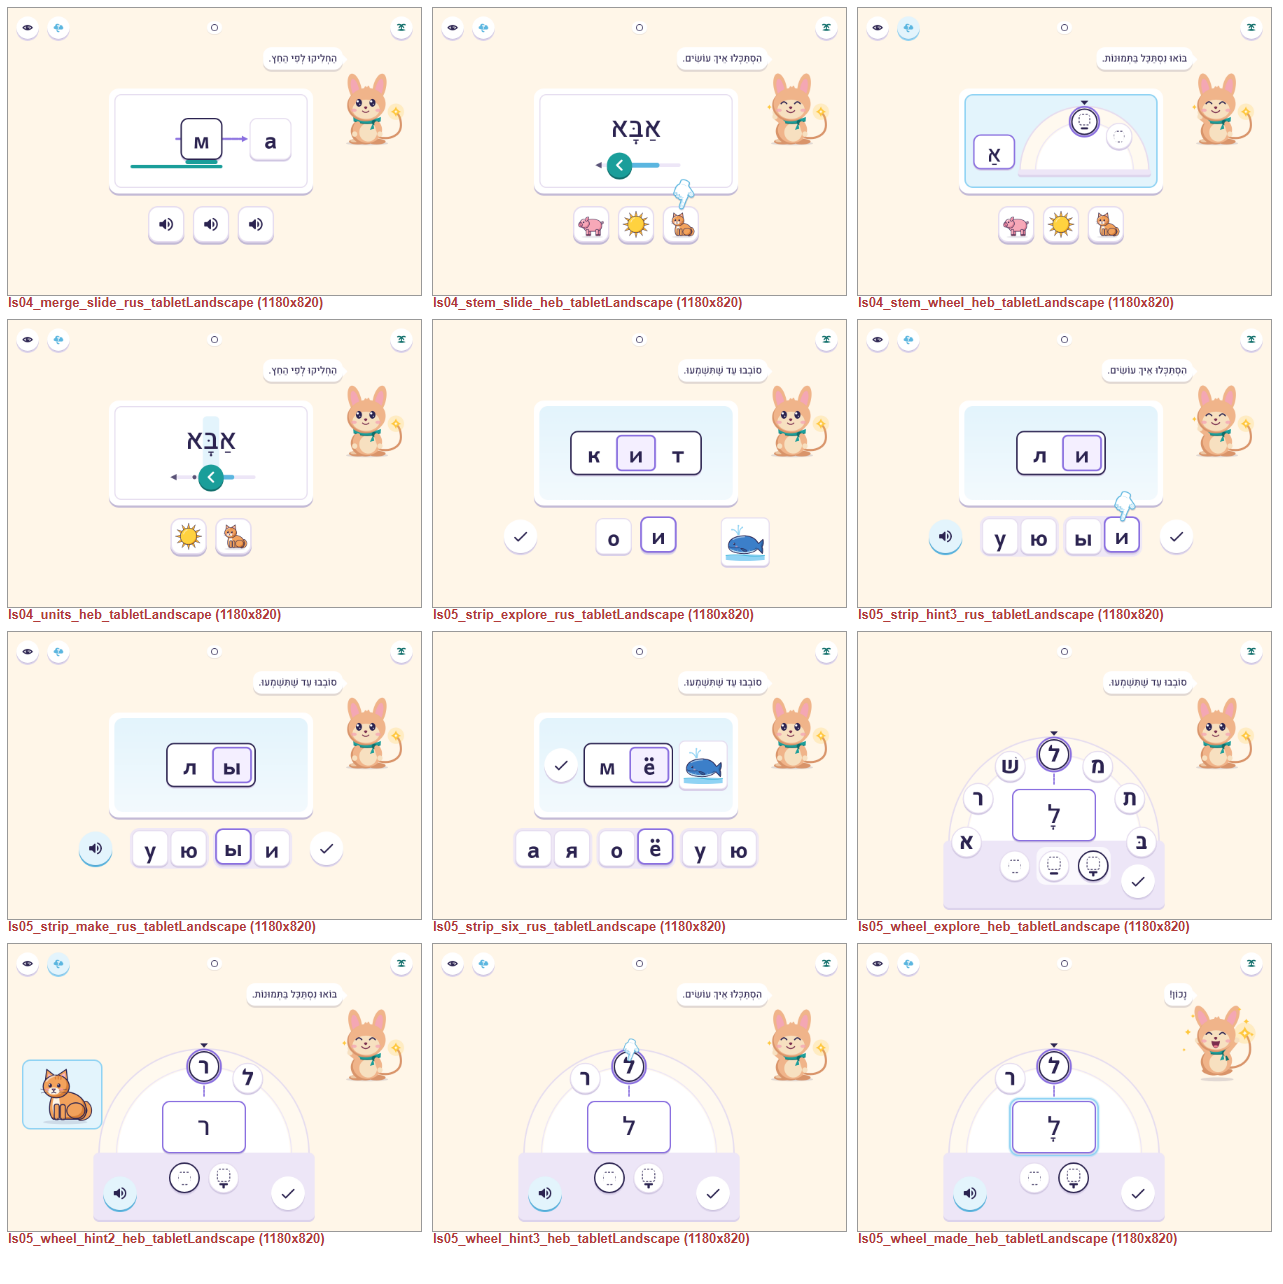 הַחְלִיקוּ לְפִי הַחֵץ.
м
а
ls04_merge_slide_rus_tabletLandscape (1180x820)
הִסְתַּכְּלוּ אֵיךְ עוֹשִׂים.
אַבָּא
ls04_stem_slide_heb_tabletLandscape (1180x820)
בּוֹאוּ נִסְתַּכֵּל בַּתְּמוּנוֹת.
אַ
ls04_stem_wheel_heb_tabletLandscape (1180x820)
הַחְלִיקוּ לְפִי הַחֵץ.
אַבָּא
ls04_units_heb_tabletLandscape (1180x820)
סוֹבְבוּ עַד שֶׁתִּשְׁמְעוּ.
к и т
о и
ls05_strip_explore_rus_tabletLandscape (1180x820)
הִסְתַּכְּלוּ אֵיךְ עוֹשִׂים.
л и
у ю ы и
ls05_strip_hint3_rus_tabletLandscape (1180x820)
סוֹבְבוּ עַד שֶׁתִּשְׁמְעוּ.
л ы
у ю ы и
ls05_strip_make_rus_tabletLandscape (1180x820)
סוֹבְבוּ עַד שֶׁתִּשְׁמְעוּ.
м ё
а я о ё у ю
ls05_strip_six_rus_tabletLandscape (1180x820)
סוֹבְבוּ עַד שֶׁתִּשְׁמְעוּ.
ל
מ שׁ
ת ר
לָ
בּ א
ls05_wheel_explore_heb_tabletLandscape (1180x820)
בּוֹאוּ נִסְתַּכֵּל בַּתְּמוּנוֹת.
ר
ל
ר
ls05_wheel_hint2_heb_tabletLandscape (1180x820)
הִסְתַּכְּלוּ אֵיךְ עוֹשִׂים.
ל
ר
ל
ls05_wheel_hint3_heb_tabletLandscape (1180x820)
נָכוֹן!
ל
ר
לָ
ls05_wheel_made_heb_tabletLandscape (1180x820)